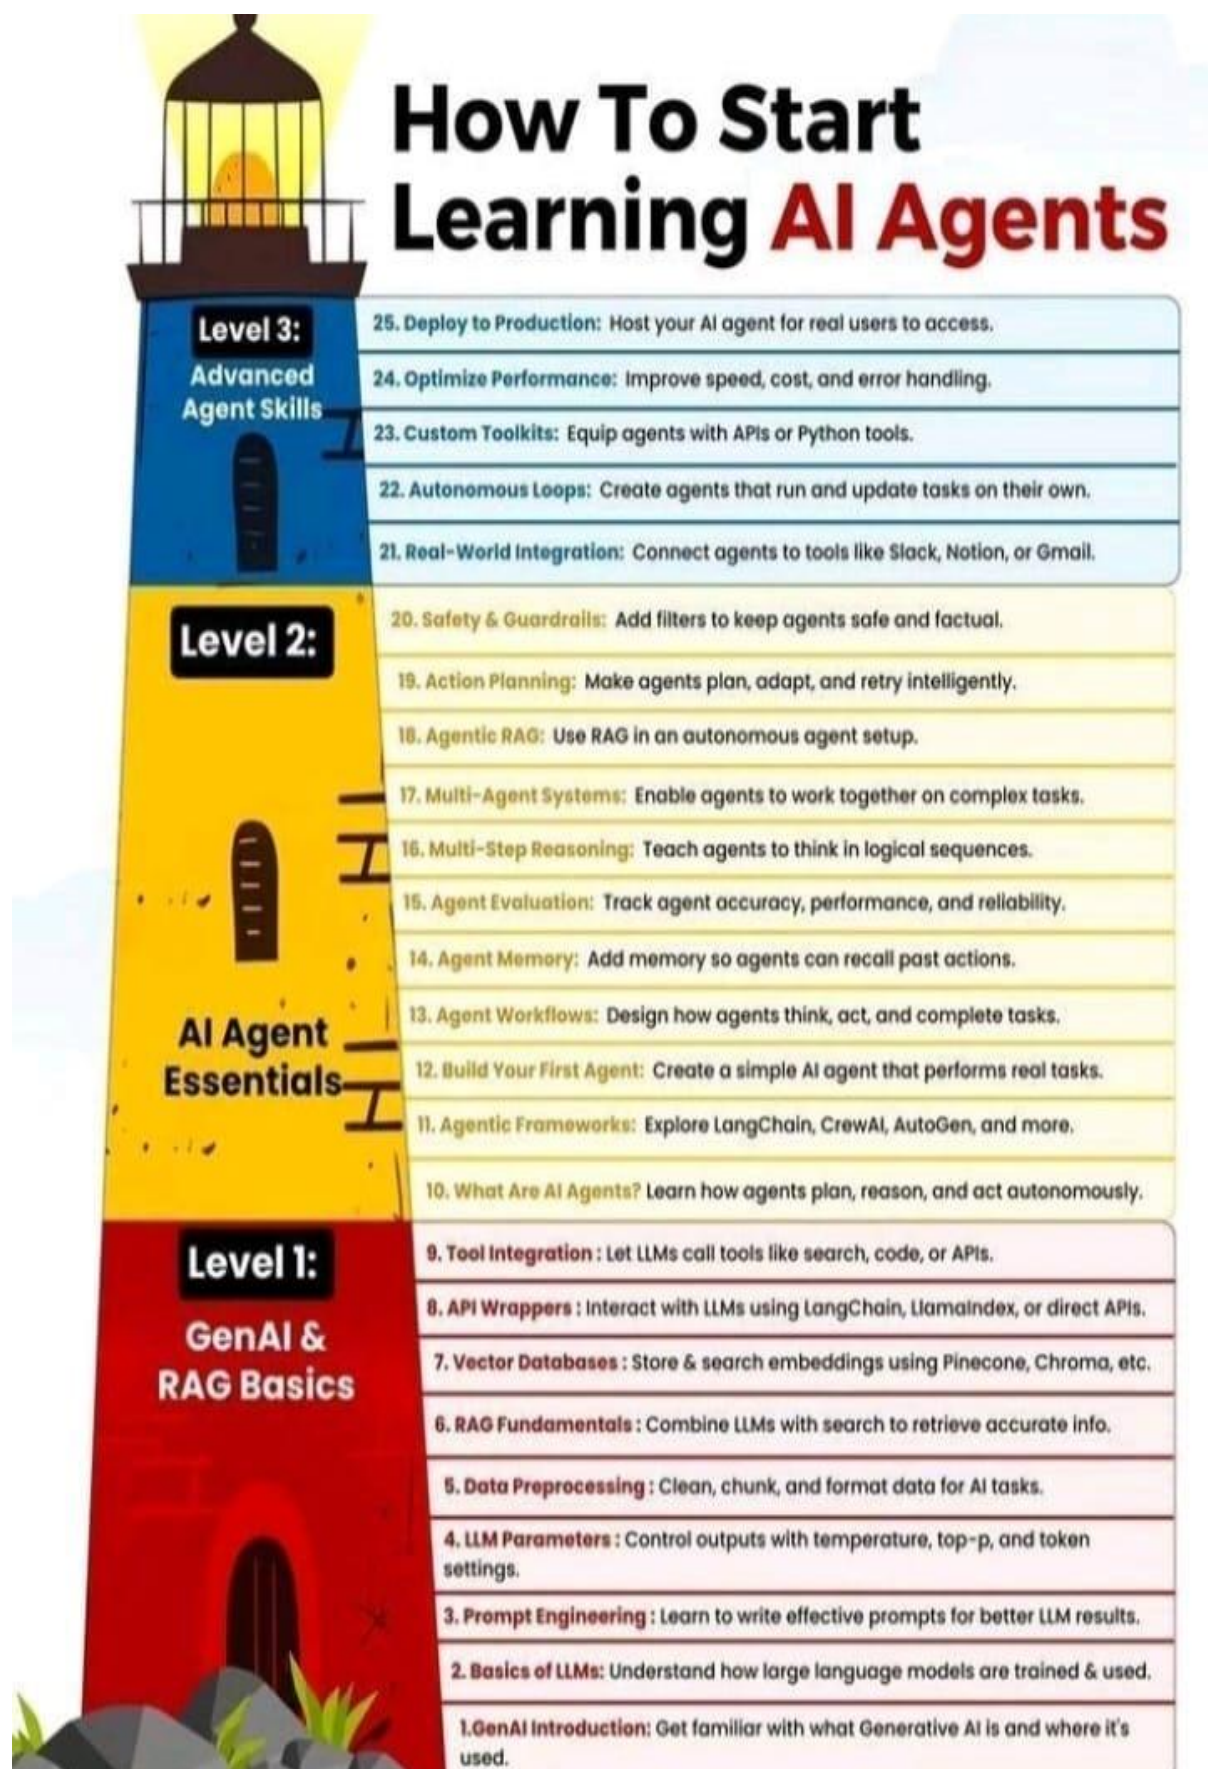 How To Start
Learning AI Agents
Level 3:
Advanced
Agent Skills
25. Deploy to Production: Host your AI agent for real users to access.
24. Optimize Performance: Improve speed, cost, and error handling.
23. Custom Toolkits: Equip agents with APIs or Python tools.
22. Autonomous Loops: Create agents that run and update tasks on their own.
21. Real-World Integration: Connect agents to tools like Slack, Notion, or Gmail.
Level 2:
AI Agent
Essentials
20. Safety & Guardrails: Add filters to keep agents safe and factual.
19. Action Planning: Make agents plan, adapt, and retry intelligently.
18. Agentic RAG: Use RAG in an autonomous agent setup.
17. Multi-Agent Systems: Enable agents to work together on complex tasks.
16. Multi-Step Reasoning: Teach agents to think in logical sequences.
15. Agent Evaluation: Track agent accuracy, performance, and reliability.
14. Agent Memory: Add memory so agents can recall past actions.
13. Agent Workflows: Design how agents think, act, and complete tasks.
12. Build Your First Agent: Create a simple AI agent that performs real tasks.
11. Agentic Frameworks: Explore LangChain, CrewAI, AutoGen, and more.
10. What Are AI Agents? Learn how agents plan, reason, and act autonomously.
Level 1:
GenAI &
RAG Basics
9. Tool Integration : Let LLMs call tools like search, code, or APIs.
8. API Wrappers : Interact with LLMs using LangChain, LlamaIndex, or direct APIs.
7. Vector Databases : Store & search embeddings using Pinecone, Chroma, etc.
6. RAG Fundamentals : Combine LLMs with search to retrieve accurate info.
5. Data Preprocessing : Clean, chunk, and format data for AI tasks.
4. LLM Parameters : Control outputs with temperature, top-p, and token
settings.
3. Prompt Engineering : Learn to write effective prompts for better LLM results.
2. Basics of LLMs: Understand how large language models are trained & used.
1.GenAI Introduction: Get familiar with what Generative AI is and where it's
used.